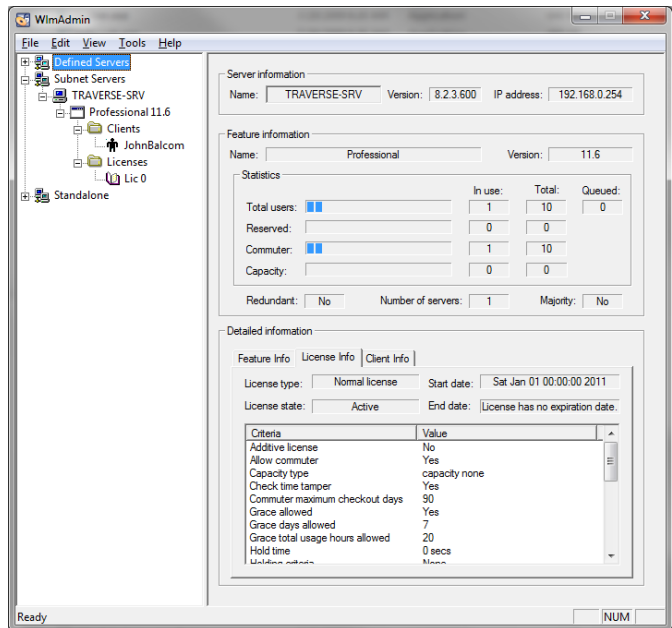 WlmAdmin
File Edit View Tools Help
Defined Servers
Subnet Servers
TRAVERSE-SRV
Professional 11.6
Clients
JohnBalcom
Licenses
Lic 0
Standalone
Server information
Name: TRAVERSE-SRV Version: 8.2.3.600 IP address: 192.168.0.254
Feature information
Name: Professional Version: 11.6
Statistics
In use: Total: Queued:
Total users: 1 10 0
Reserved: 0 0
Commuter: 1 10
Capacity: 0 0
Redundant: No Number of servers: 1 Majority: No
Detailed information
Feature Info License Info Client Info
License type: Normal license Start date: Sat Jan 01 00:00:00 2011
License state: Active End date: License has no expiration date.
Criteria Value
Additive license No
Allow commuter Yes
Capacity type capacity none
Check time tamper Yes
Commuter maximum checkout days 90
Grace allowed Yes
Grace days allowed 7
Grace total usage hours allowed 20
Hold time 0 secs
Holding criteria None
Ready NUM